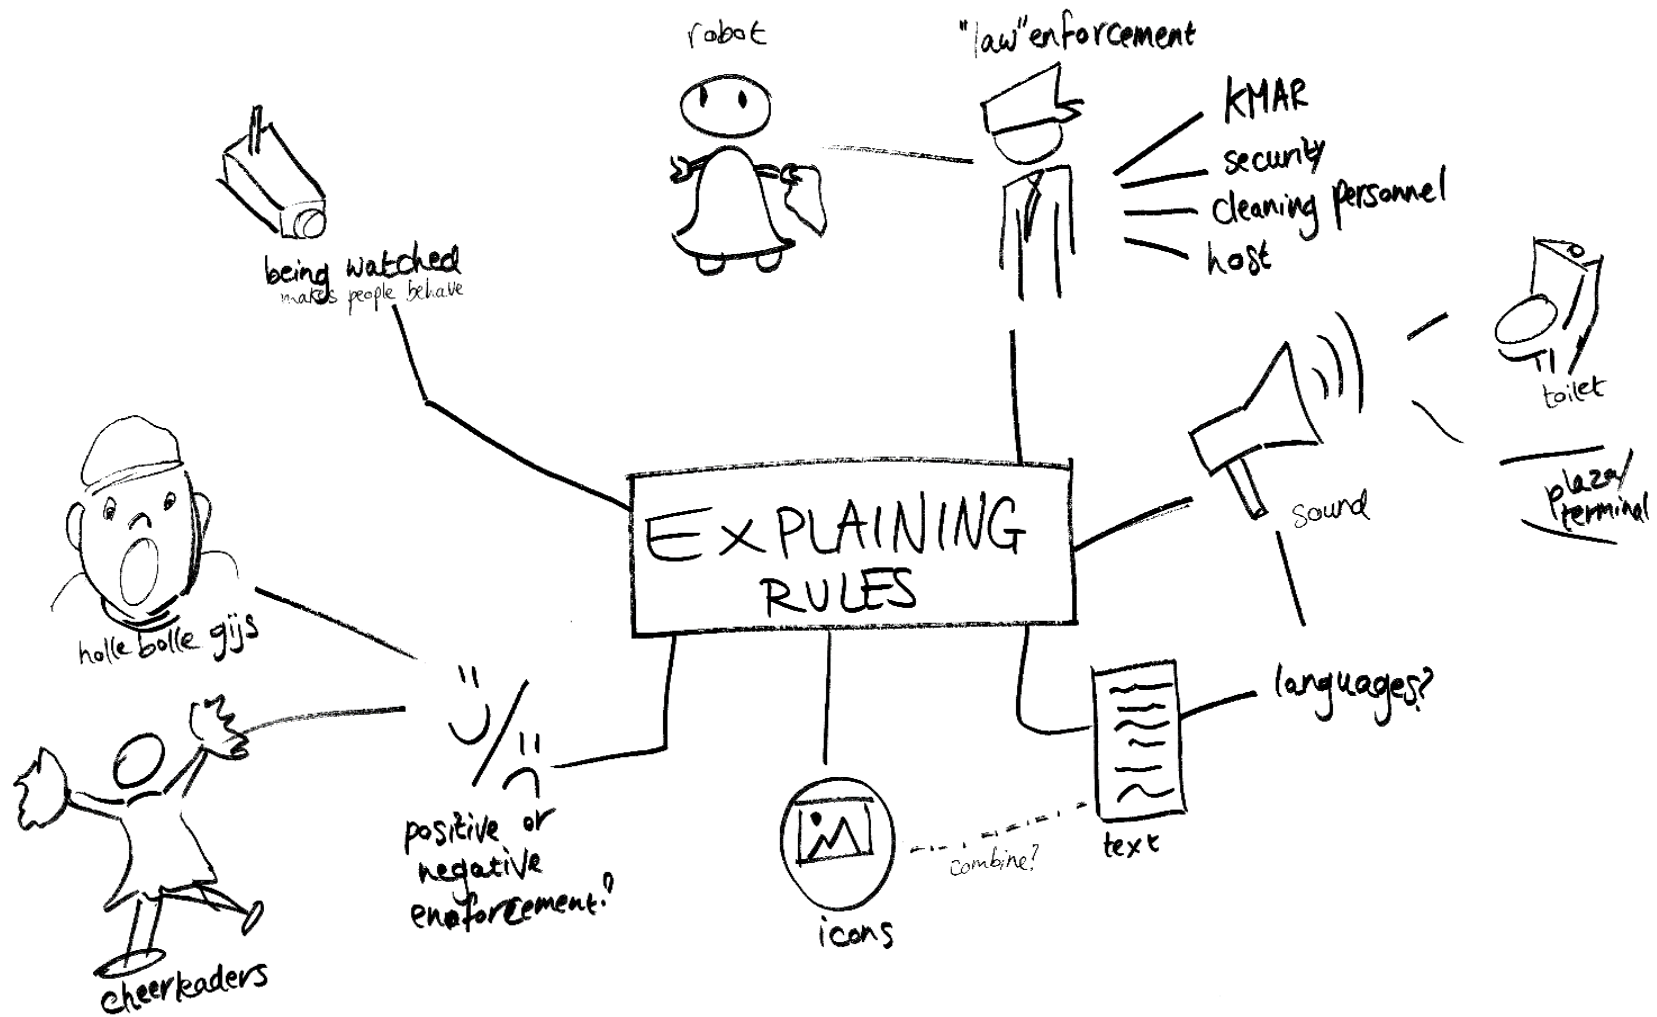 robot
"law" enforcement
KMAR
security
cleaning personnel
host
being watched
makes people behave
toilet
sound
plaza/
terminal
EXPLAINING
RULES
holle bolle gijs
languages?
positive or
negative
enforcement?
combine?
text
icons
cheerleaders